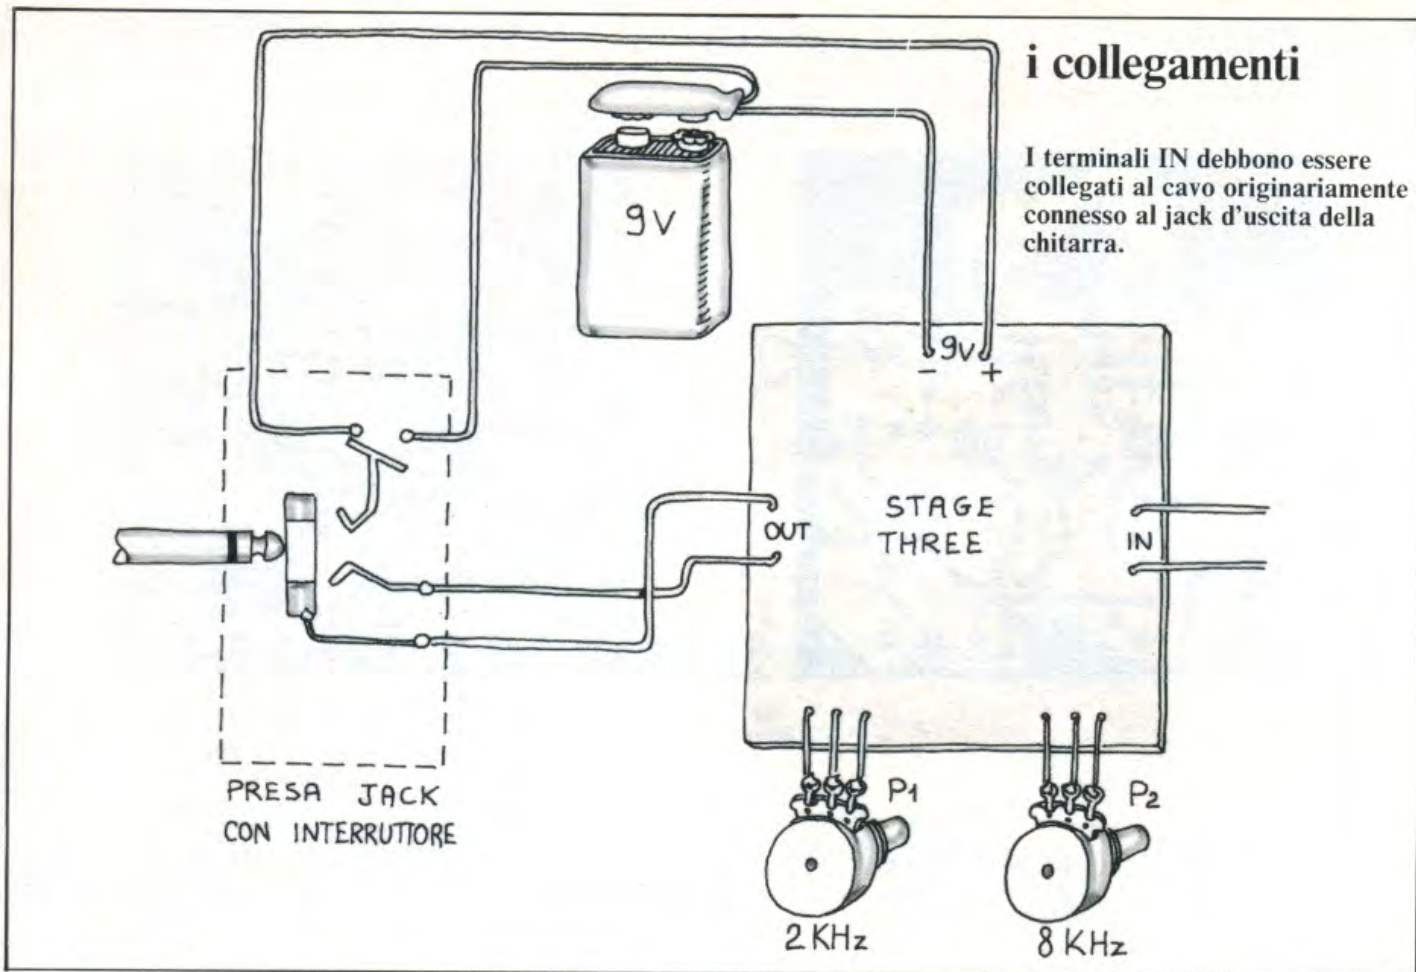 i collegamenti
I terminali IN debbono essere
collegati al cavo originariamente
connesso al jack d'uscita della
chitarra.
9V
- 9V +
STAGE
THREE
OUT
IN
PRESA JACK
CON INTERRUTTORE
P1
P2
2 KHz
8 KHz